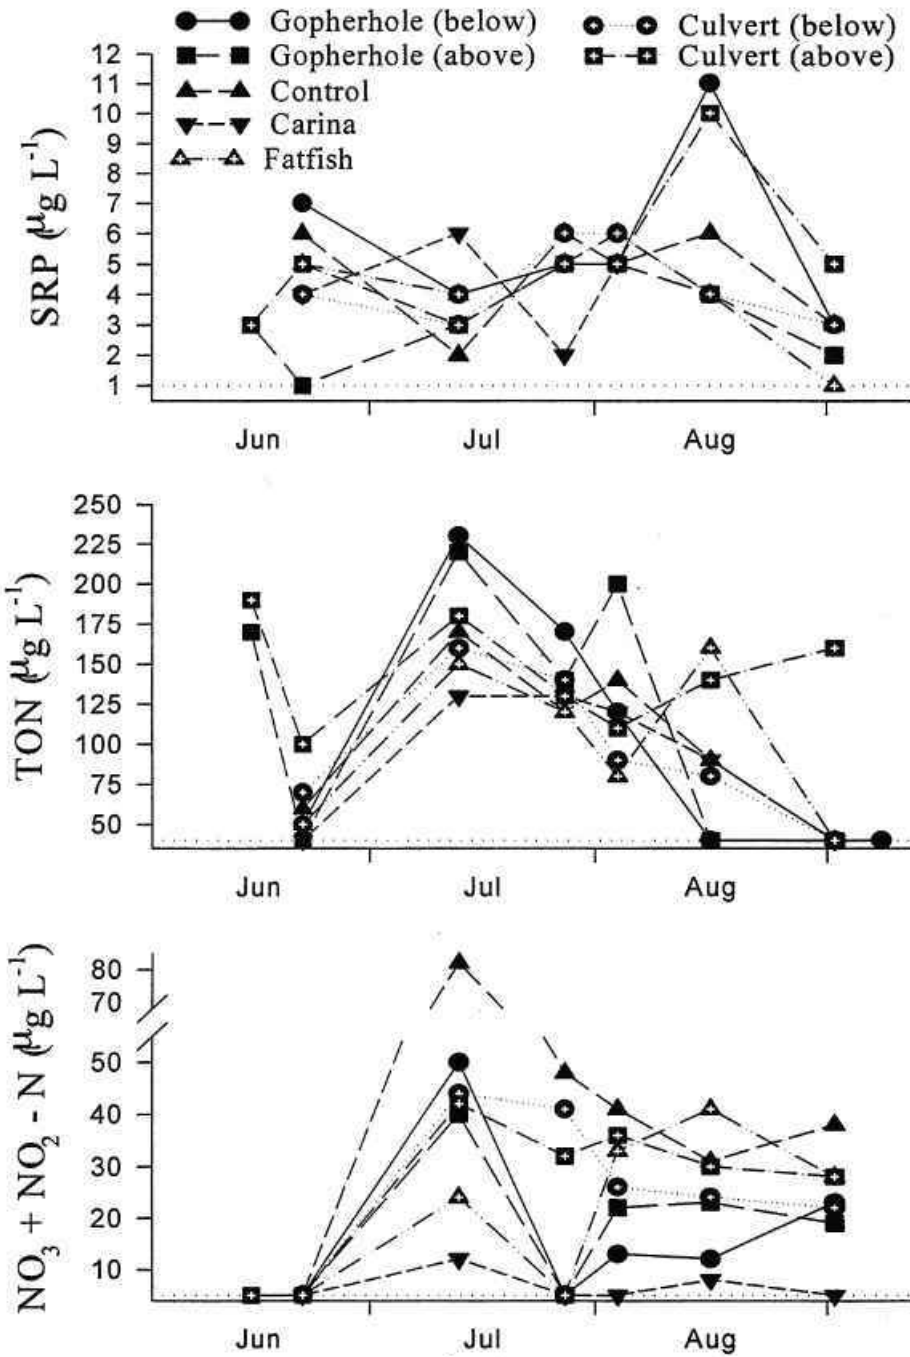 Gopherhole (below) Culvert (below)
Gopherhole (above) Culvert (above)
Control
Carina
Fatfish
SRP (µg L⁻¹)
12
11
10
9
8
7
6
5
4
3
2
1
Jun Jul Aug
TON (µg L⁻¹)
250
225
200
175
150
125
100
75
50
Jun Jul Aug
NO₃ + NO₂ - N (µg L⁻¹)
80
70
50
40
30
20
10
Jun Jul Aug